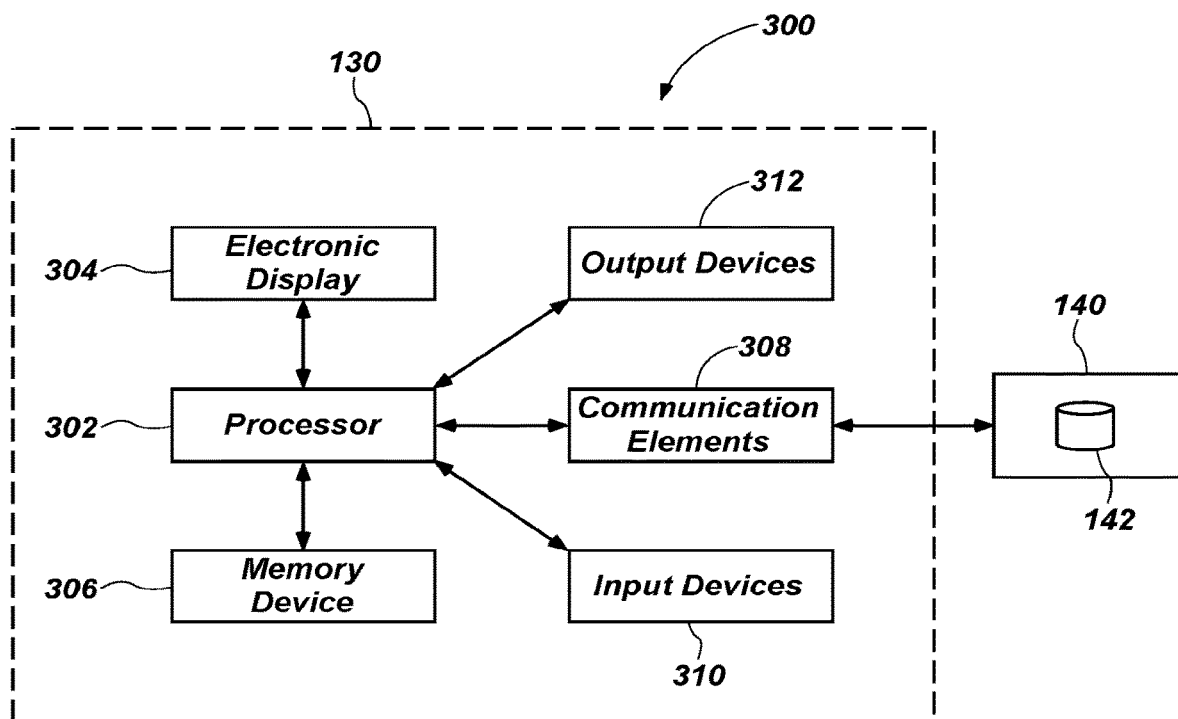 300
130
312
Electronic
Display
304
Output Devices
140
308
Processor
302
Communication
Elements
142
Memory
Device
306
Input Devices
310